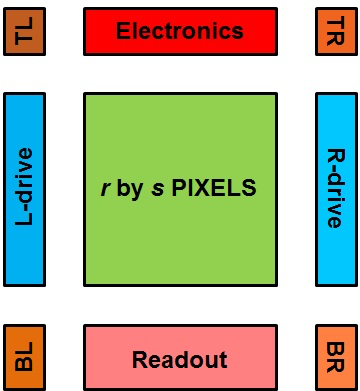 TL
Electronics
TR
L-drive
r by s PIXELS
R-drive
BL
Readout
BR